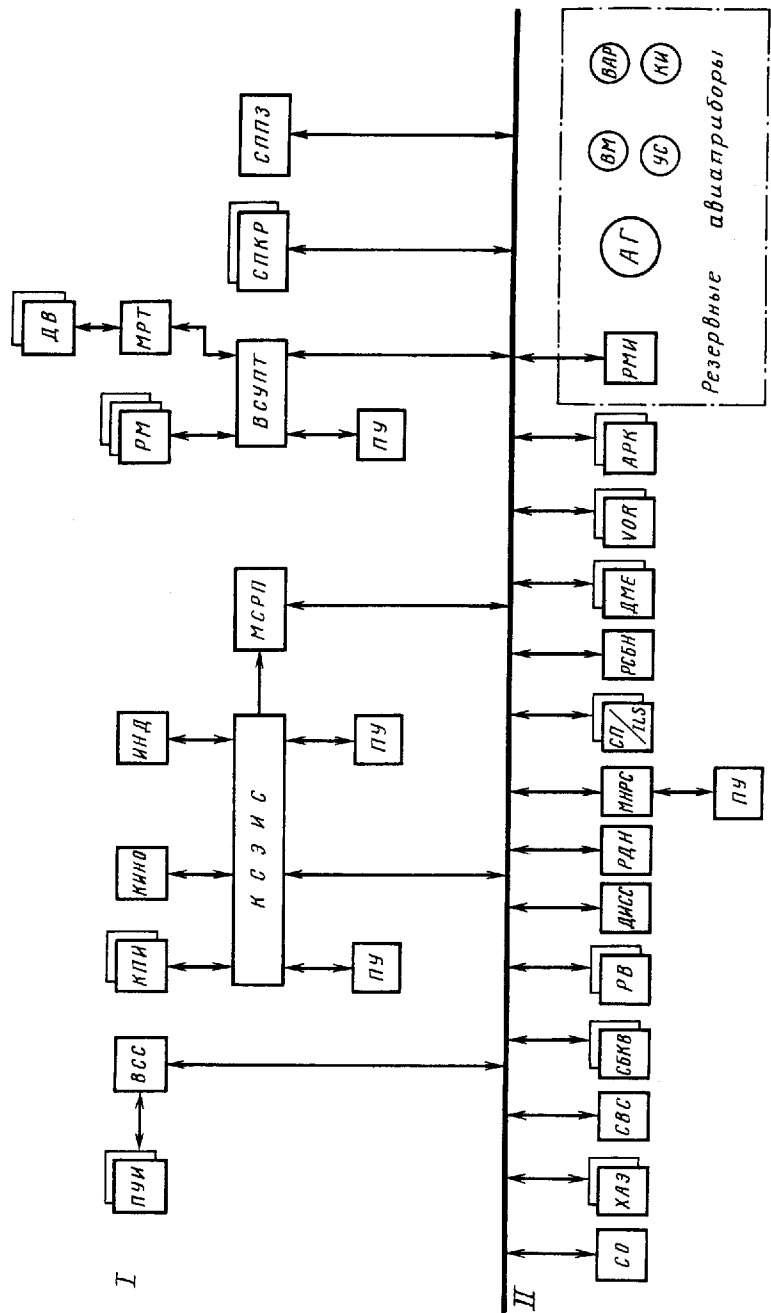 I
ПУИ
ВСС
КПИ
КИНО
ИНД
КСЭИС
ПУ
ПУ
МСРП
РМ
ДВ
МРТ
ВСУПТ
ПУ
СПКР
СППЗ
II
СО
ХАЭ
СВС
СБКВ
РВ
ДИСС
РДН
МНРС
ПУ
СП/ILS
РСБН
ДМЕ
VOR
АРК
РМИ
АГ
ВМ
УС
ВАР
КИ
Резервные авиаприборы